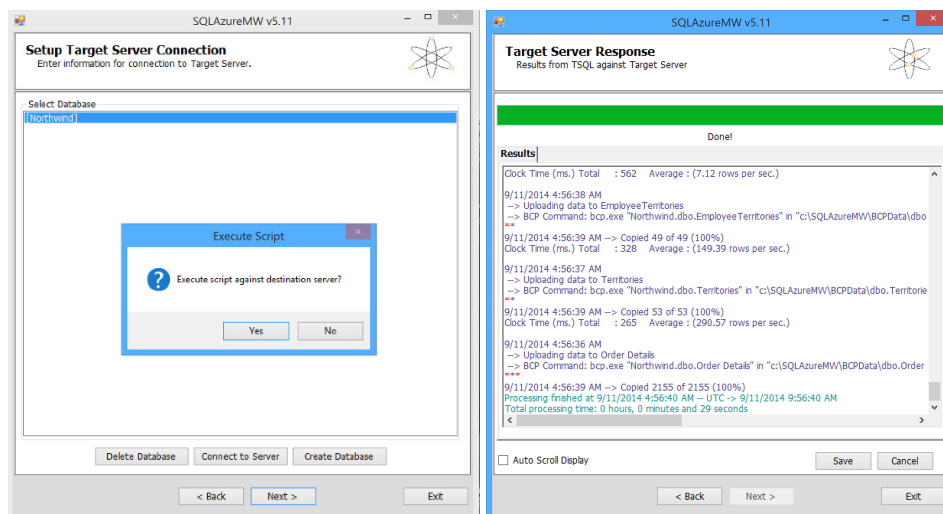 SQLAzureMW v5.11
Setup Target Server Connection
Enter information for connection to Target Server.
Select Database
[Northwind]
Execute Script
Execute script against destination server?
Yes
No
Delete Database
Connect to Server
Create Database
< Back
Next >
Exit
SQLAzureMW v5.11
Target Server Response
Results from TSQL against Target Server
Done!
Results
Clock Time (ms.) Total : 562 Average : (7.12 rows per sec.)
9/11/2014 4:56:38 AM
--> Uploading data to EmployeeTerritories
--> BCP Command: bcp.exe "Northwind.dbo.EmployeeTerritories" in "c:\SQLAzureMW\BCPData\dbo
**
9/11/2014 4:56:39 AM --> Copied 49 of 49 (100%)
Clock Time (ms.) Total : 328 Average : (149.39 rows per sec.)
9/11/2014 4:56:37 AM
--> Uploading data to Territories
--> BCP Command: bcp.exe "Northwind.dbo.Territories" in "c:\SQLAzureMW\BCPData\dbo.Territorie
**
9/11/2014 4:56:39 AM --> Copied 53 of 53 (100%)
Clock Time (ms.) Total : 265 Average : (290.57 rows per sec.)
9/11/2014 4:56:36 AM
--> Uploading data to Order Details
--> BCP Command: bcp.exe "Northwind.dbo.Order Details" in "c:\SQLAzureMW\BCPData\dbo.Order
***
9/11/2014 4:56:39 AM --> Copied 2155 of 2155 (100%)
Processing finished at 9/11/2014 4:56:40 AM -- UTC -> 9/11/2014 9:56:40 AM
Total processing time: 0 hours, 0 minutes and 29 seconds
Auto Scroll Display
Save
Cancel
< Back
Next >
Exit